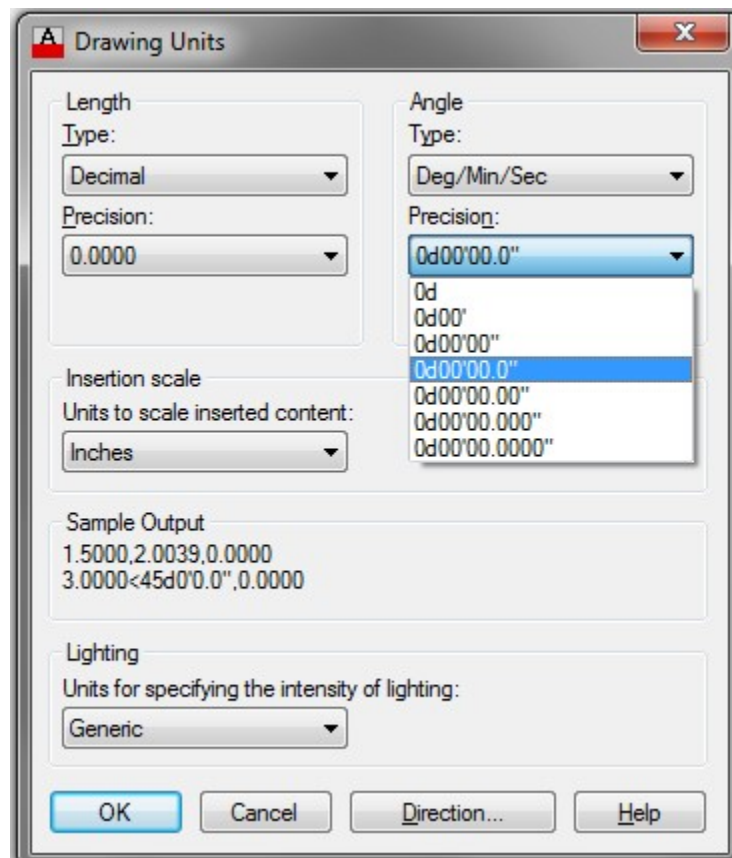 Drawing Units
Length
Type:
Decimal
Precision:
0.0000
Angle
Type:
Deg/Min/Sec
Precision:
0d00'00.0"
0d
0d00'
0d00'00"
0d00'00.0"
0d00'00.00"
0d00'00.000"
0d00'00.0000"
Insertion scale
Units to scale inserted content:
Inches
Sample Output
1.5000,2.0039,0.0000
3.0000<45d0'0.0",0.0000
Lighting
Units for specifying the intensity of lighting:
Generic
OK
Cancel
Direction...
Help